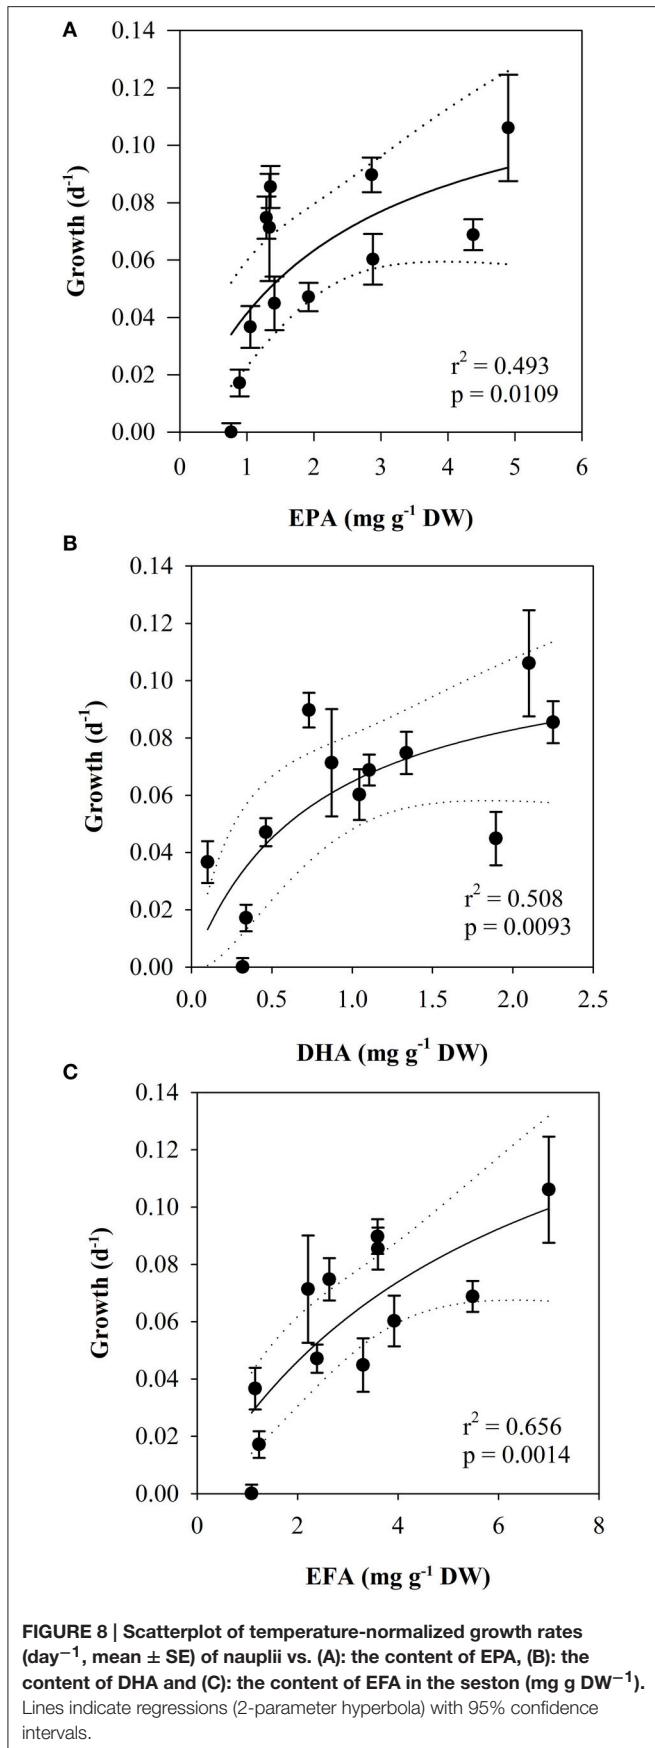 A
0.14
0.12
0.10
0.08
0.06
0.04
0.02
0.00
Growth (d⁻¹)
r² = 0.493
p = 0.0109
0 1 2 3 4 5 6
EPA (mg g⁻¹ DW)
B
0.14
0.12
0.10
0.08
0.06
0.04
0.02
0.00
Growth (d⁻¹)
r² = 0.508
p = 0.0093
0.0 0.5 1.0 1.5 2.0 2.5
DHA (mg g⁻¹ DW)
C
0.14
0.12
0.10
0.08
0.06
0.04
0.02
0.00
Growth (d⁻¹)
r² = 0.656
p = 0.0014
0 2 4 6 8
EFA (mg g⁻¹ DW)
FIGURE 8 | Scatterplot of temperature-normalized growth rates
(day⁻¹, mean ± SE) of nauplii vs. (A): the content of EPA, (B): the
content of DHA and (C): the content of EFA in the seston (mg g DW⁻¹).
Lines indicate regressions (2-parameter hyperbola) with 95% confidence
intervals.